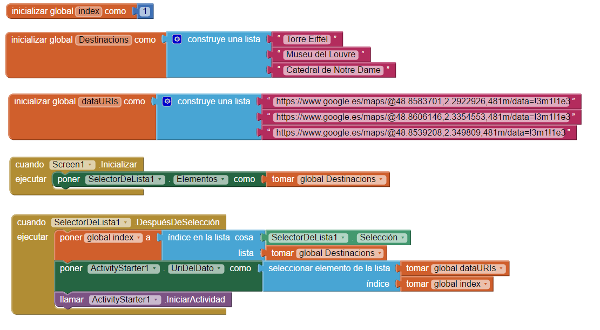 inicializar global index como 1
inicializar global Destinacions como construye una lista " Torre Eiffel "
" Museu del Louvre "
" Catedral de Notre Dame "
inicializar global dataURIs como construye una lista " https://www.google.es/maps/@48.8583701,2.2922926,481m/data=!3m1!1e3 "
" https://www.google.es/maps/@48.8606146,2.3354553,481m/data=!3m1!1e3 "
" https://www.google.es/maps/@48.8539208,2.349809,481m/data=!3m1!1e3 "
cuando Screen1 .Inicializar
ejecutar poner SelectorDeLista1 . Elementos como tomar global Destinacions
cuando SelectorDeLista1 .DespuésDeSelección
ejecutar poner global index a índice en la lista cosa SelectorDeLista1 . Selección
lista tomar global Destinacions
poner ActivityStarter1 . UriDelDato como seleccionar elemento de la lista tomar global dataURIs
índice tomar global index
llamar ActivityStarter1 .IniciarActividad